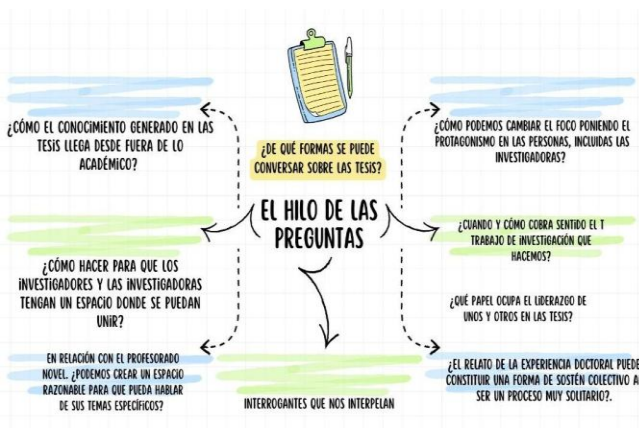 ¿DE QUÉ FORMAS SE PUEDE
CONVERSAR SOBRE LAS TESIS?
EL HILO DE LAS
PREGUNTAS
¿CÓMO EL CONOCIMIENTO GENERADO EN LAS
TESIS LLEGA DESDE FUERA DE LO
ACADÉMICO?
¿CÓMO HACER PARA QUE LOS
INVESTIGADORES Y LAS INVESTIGADORAS
TENGAN UN ESPACIO DONDE SE PUEDAN
UNIR?
EN RELACIÓN CON EL PROFESORADO
NOVEL. ¿PODEMOS CREAR UN ESPACIO
RAZONABLE PARA QUE PUEDA HABLAR
DE SUS TEMAS ESPECÍFICOS?
INTERROGANTES QUE NOS INTERPELAN
¿CÓMO PODEMOS CAMBIAR EL FOCO PONIENDO EL
PROTAGONISMO EN LAS PERSONAS, INCLUIDAS LAS
INVESTIGADORAS?
¿CUANDO Y CÓMO COBRA SENTIDO EL T
TRABAJO DE INVESTIGACIÓN QUE
HACEMOS?
¿QUÉ PAPEL OCUPA EL LIDERAZGO DE
UNOS Y OTROS EN LAS TESIS?
¿EL RELATO DE LA EXPERIENCIA DOCTORAL PUEDE
CONSTITUIR UNA FORMA DE SOSTÉN COLECTIVO A
SER UN PROCESO MUY SOLITARIO?.